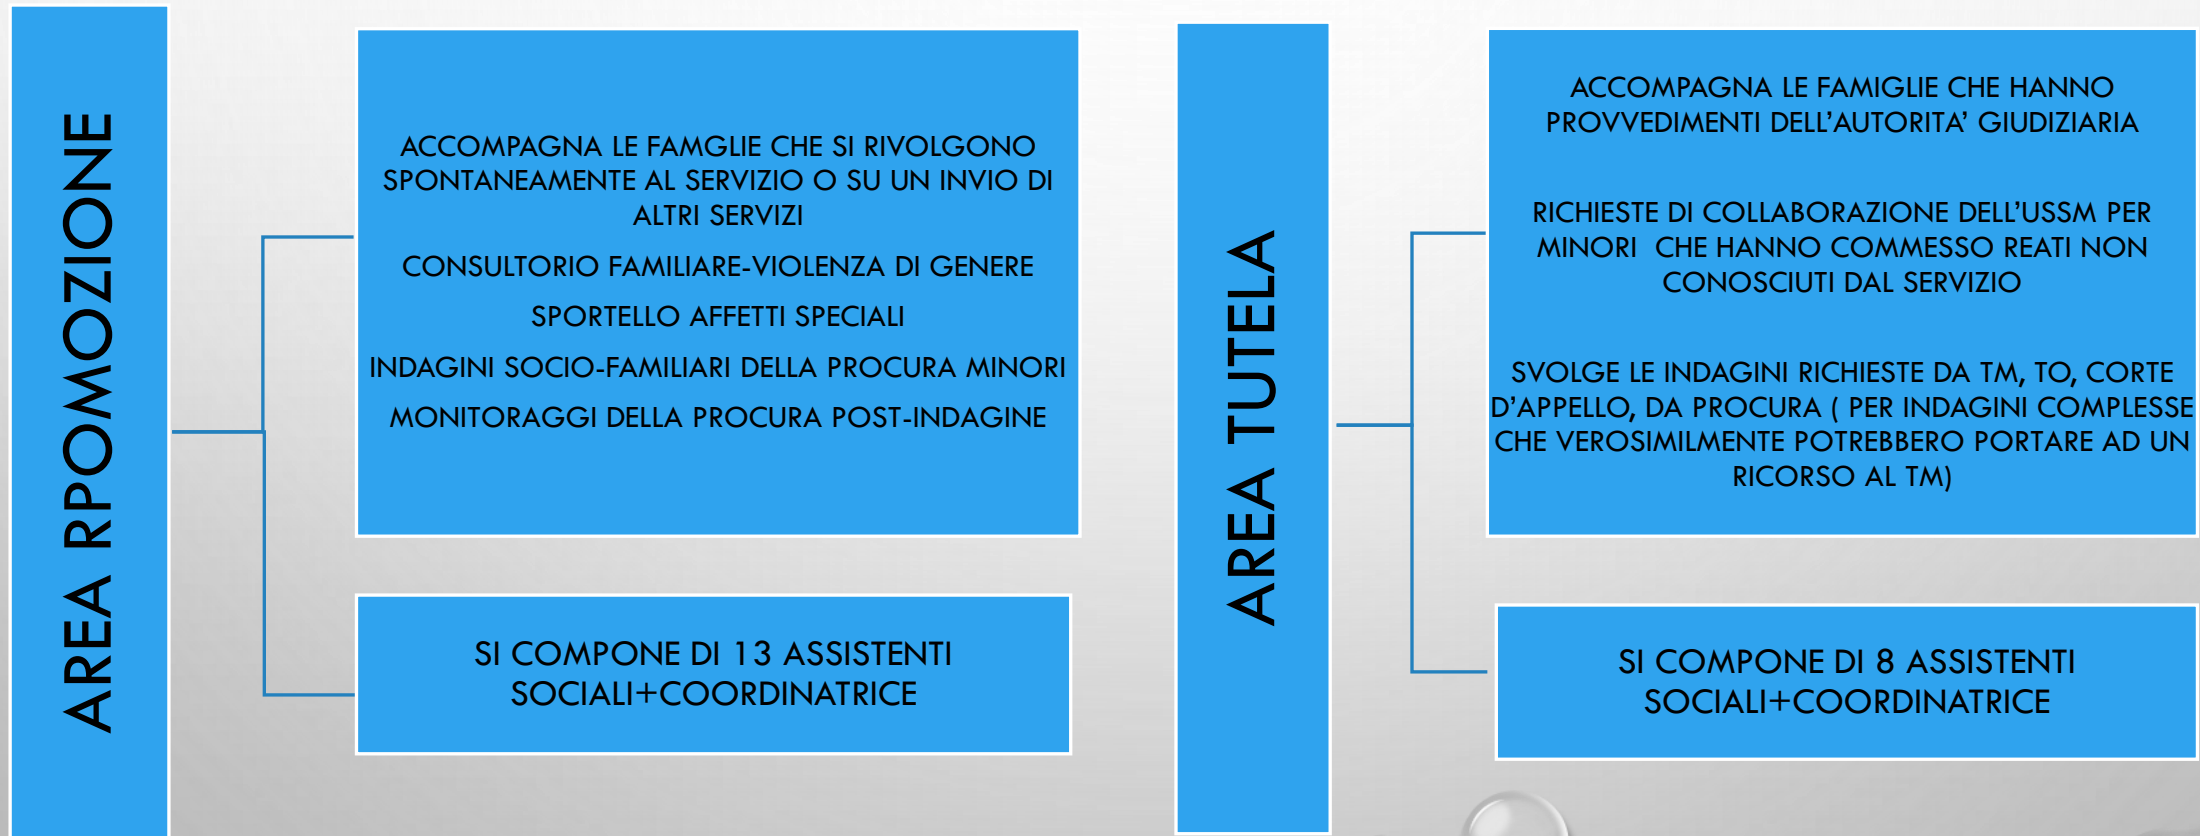 AREA RPOMOZIONE
ACCOMPAGNA LE FAMGLIE CHE SI RIVOLGONO
SPONTANEAMENTE AL SERVIZIO O SU UN INVIO DI
ALTRI SERVIZI
CONSULTORIO FAMILIARE-VIOLENZA DI GENERE
SPORTELLO AFFETTI SPECIALI
INDAGINI SOCIO-FAMILIARI DELLA PROCURA MINORI
MONITORAGGI DELLA PROCURA POST-INDAGINE
SI COMPONE DI 13 ASSISTENTI
SOCIALI+COORDINATRICE
AREA TUTELA
ACCOMPAGNA LE FAMIGLIE CHE HANNO
PROVVEDIMENTI DELL'AUTORITA' GIUDIZIARIA
RICHIESTE DI COLLABORAZIONE DELL'USSM PER
MINORI CHE HANNO COMMESSO REATI NON
CONOSCIUTI DAL SERVIZIO
SVOLGE LE INDAGINI RICHIESTE DA TM, TO, CORTE
D'APPELLO, DA PROCURA ( PER INDAGINI COMPLESSE
CHE VEROSIMILMENTE POTREBBERO PORTARE AD UN
RICORSO AL TM)
SI COMPONE DI 8 ASSISTENTI
SOCIALI+COORDINATRICE